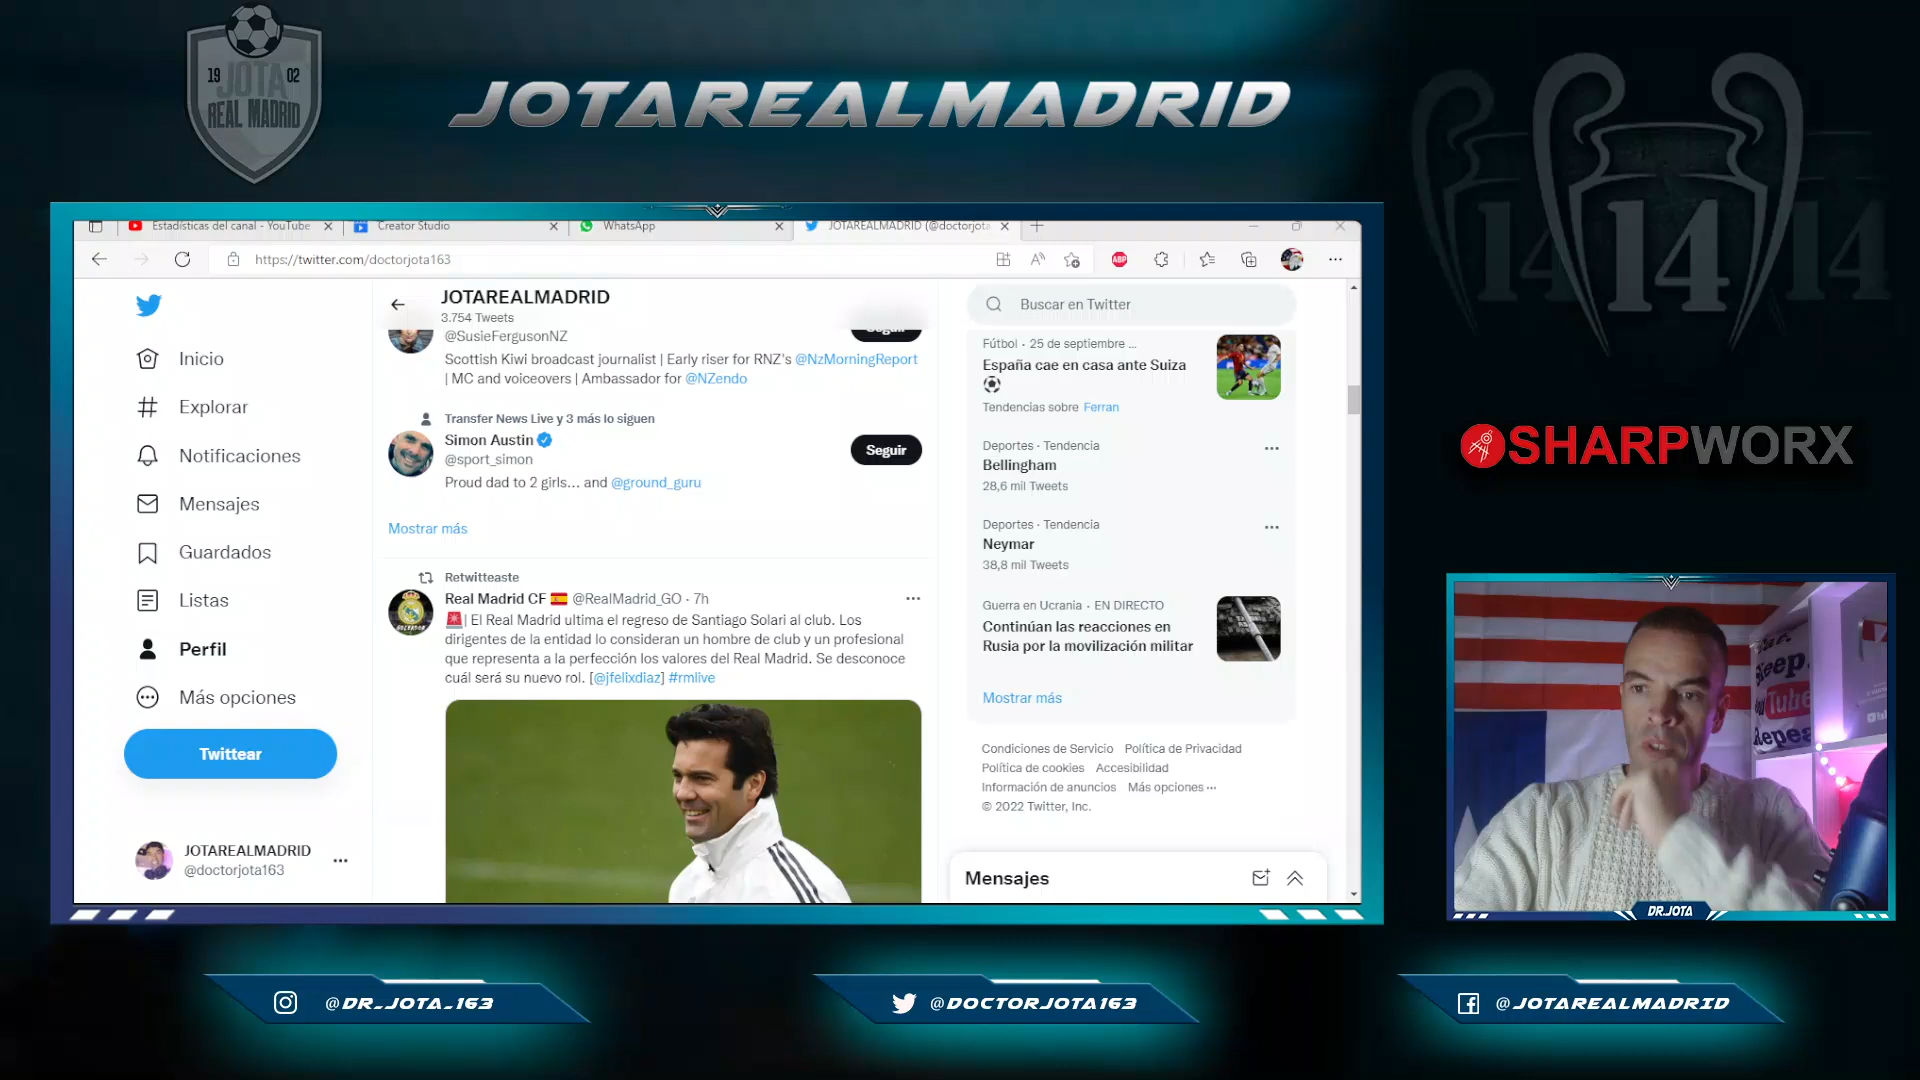 19 02
JOTA
REAL MADRID
JOTAREALMADRID
14 14 14
Estadísticas del canal - YouTube
Creator Studio
WhatsApp
JOTAREALMADRID (@doctorjota
https://twitter.com/doctorjota163
ABP
Inicio
Explorar
Notificaciones
Mensajes
Guardados
Listas
Perfil
Más opciones
Twittear
JOTAREALMADRID
@doctorjota163
JOTAREALMADRID
3.754 Tweets
@SusieFergusonNZ
Seguir
Scottish Kiwi broadcast journalist | Early riser for RNZ's @NzMorningReport
| MC and voiceovers | Ambassador for @NZendo
Transfer News Live y 3 más lo siguen
Simon Austin
@sport_simon
Seguir
Proud dad to 2 girls... and @ground_guru
Mostrar más
Retwitteaste
Real Madrid CF @RealMadrid_GO · 7h
| El Real Madrid ultima el regreso de Santiago Solari al club. Los
dirigentes de la entidad lo consideran un hombre de club y un profesional
que representa a la perfección los valores del Real Madrid. Se desconoce
cuál será su nuevo rol. [@jfelixdiaz] #rmlive
Buscar en Twitter
Fútbol · 25 de septiembre ...
España cae en casa ante Suiza
Tendencias sobre Ferran
Deportes · Tendencia
Bellingham
28,6 mil Tweets
Deportes · Tendencia
Neymar
38,8 mil Tweets
Guerra en Ucrania · EN DIRECTO
Continúan las reacciones en
Rusia por la movilización militar
Mostrar más
Condiciones de Servicio Política de Privacidad
Política de cookies Accesibilidad
Información de anuncios Más opciones ···
© 2022 Twitter, Inc.
Mensajes
SHARPWORX
Keep.
YouTube
Repea
DR.JOTA
@DR_JOTA_163
@DOCTORJOTA163
@JOTAREALMADRID